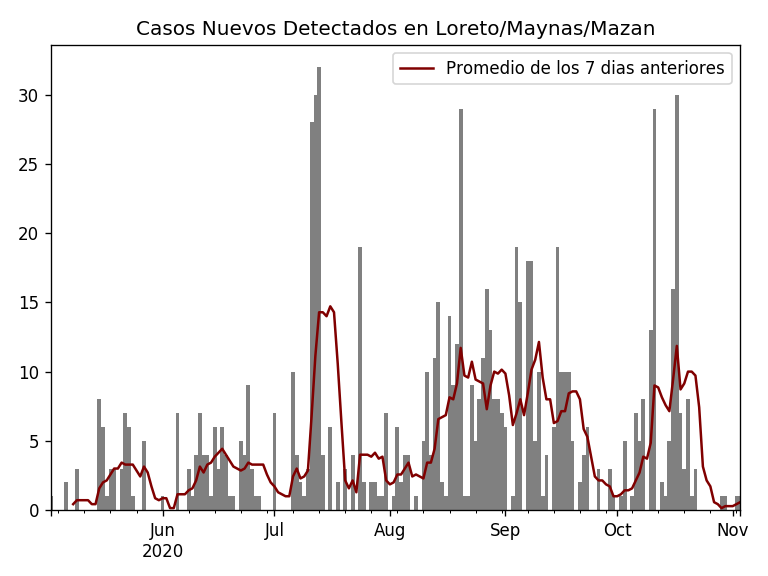 Casos Nuevos Detectados en Loreto/Maynas/Mazan
Promedio de los 7 dias anteriores
30
25
20
15
10
5
0
Jun
2020
Jul
Aug
Sep
Oct
Nov